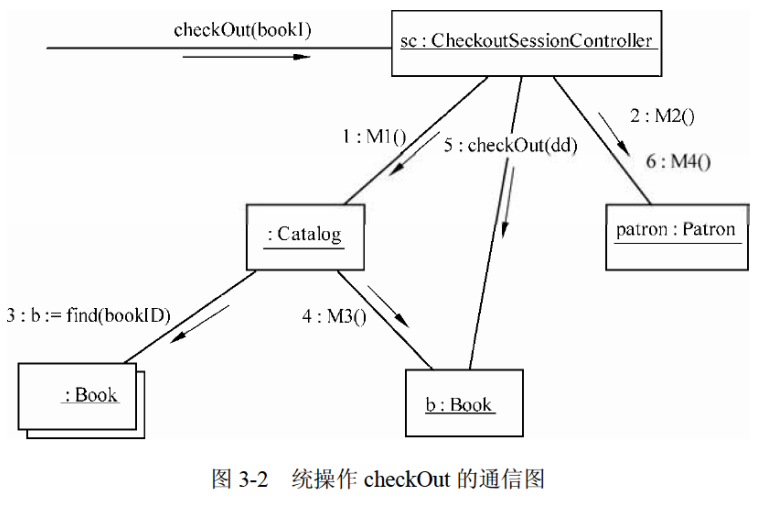 checkOut(bookI)
sc : CheckoutSessionController
1 : M1()
5 : checkOut(dd)
2 : M2()
6 : M4()
: Catalog
patron : Patron
3 : b := find(bookID)
4 : M3()
: Book
b : Book
图 3-2 统操作 checkOut 的通信图